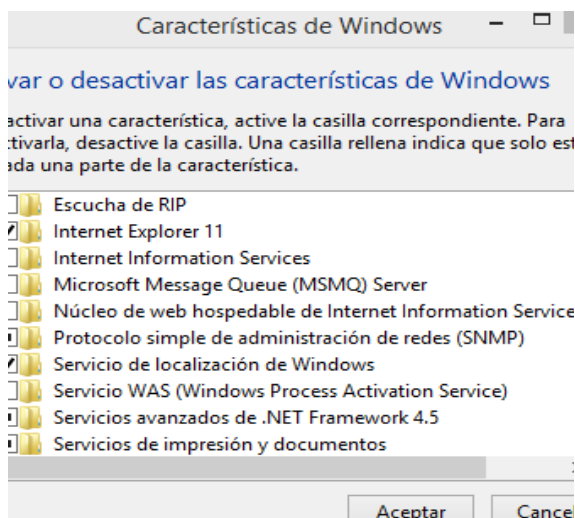 Características de Windows
var o desactivar las características de Windows
activar una característica, active la casilla correspondiente. Para
ctivarla, desactive la casilla. Una casilla rellena indica que solo est
ada una parte de la característica.
Escucha de RIP
Internet Explorer 11
Internet Information Services
Microsoft Message Queue (MSMQ) Server
Núcleo de web hospedable de Internet Information Service
Protocolo simple de administración de redes (SNMP)
Servicio de localización de Windows
Servicio WAS (Windows Process Activation Service)
Servicios avanzados de .NET Framework 4.5
Servicios de impresión y documentos
Aceptar Cancel